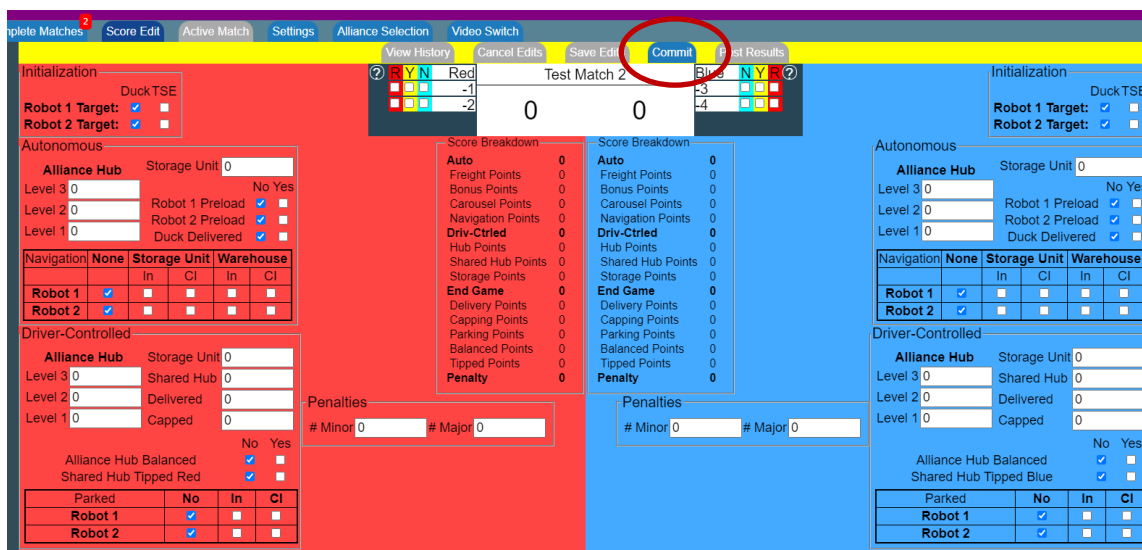 2
nplete Matches Score Edit Active Match Settings Alliance Selection Video Switch
View History Cancel Edits Save Edits Commit Post Results
Initialization
Duck TSE
Robot 1 Target:
Robot 2 Target:
? R Y N Red Test Match 2 Blue N Y R ?
-1 -3
-2 0 0 -4
Initialization
Duck TSE
Robot 1 Target:
Robot 2 Target:
Autonomous
Alliance Hub Storage Unit 0
Level 3 0 No Yes
Level 2 0 Robot 1 Preload
Robot 2 Preload
Level 1 0 Duck Delivered
Navigation None Storage Unit Warehouse
In CI In CI
Robot 1
Robot 2
Driver-Controlled
Alliance Hub Storage Unit 0
Level 3 0 Shared Hub 0
Level 2 0 Delivered 0
Level 1 0 Capped 0
No Yes
Alliance Hub Balanced
Shared Hub Tipped Red
Parked No In CI
Robot 1
Robot 2
Penalties
# Minor 0 # Major 0
Score Breakdown
Auto 0
Freight Points 0
Bonus Points 0
Carousel Points 0
Navigation Points 0
Driv-Ctrled 0
Hub Points 0
Shared Hub Points 0
Storage Points 0
End Game 0
Delivery Points 0
Capping Points 0
Parking Points 0
Balanced Points 0
Tipped Points 0
Penalty 0
Score Breakdown
Auto 0
Freight Points 0
Bonus Points 0
Carousel Points 0
Navigation Points 0
Driv-Ctrled 0
Hub Points 0
Shared Hub Points 0
Storage Points 0
End Game 0
Delivery Points 0
Capping Points 0
Parking Points 0
Balanced Points 0
Tipped Points 0
Penalty 0
Penalties
# Minor 0 # Major 0
Autonomous
Alliance Hub Storage Unit 0
Level 3 0 No Yes
Level 2 0 Robot 1 Preload
Robot 2 Preload
Level 1 0 Duck Delivered
Navigation None Storage Unit Warehouse
In CI In CI
Robot 1
Robot 2
Driver-Controlled
Alliance Hub Storage Unit 0
Level 3 0 Shared Hub 0
Level 2 0 Delivered 0
Level 1 0 Capped 0
No Yes
Alliance Hub Balanced
Shared Hub Tipped Blue
Parked No In CI
Robot 1
Robot 2